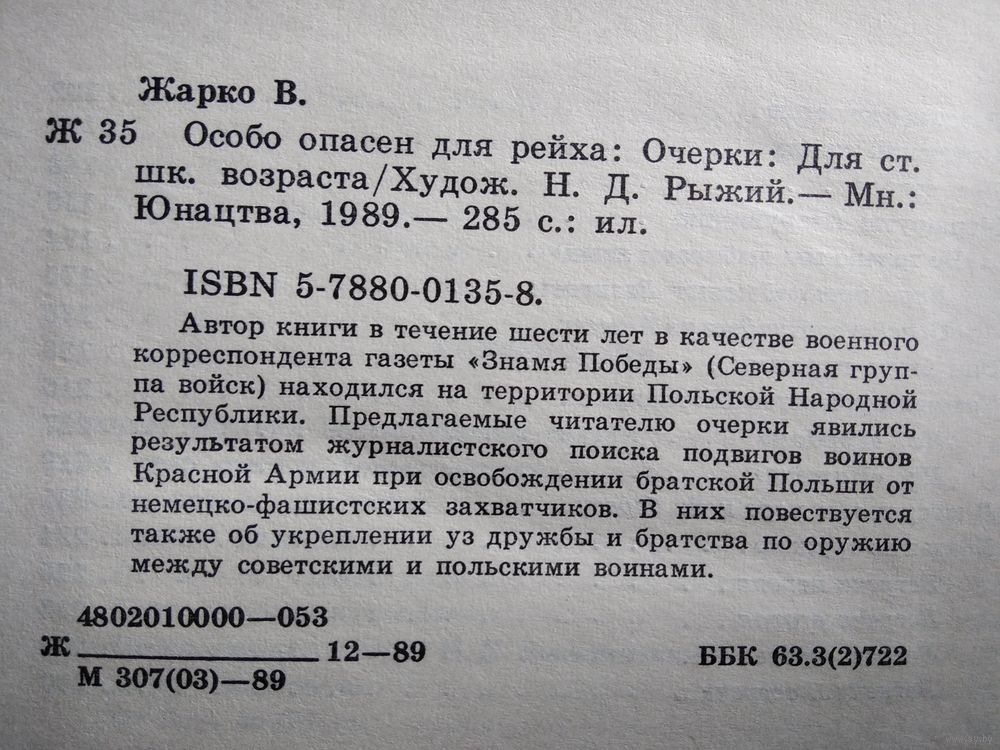 Жарко В.
Ж 35 Особо опасен для рейха: Очерки: Для ст.
шк. возраста/Худож. Н. Д. Рыжий.— Мн.:
Юнацтва, 1989.— 285 с.: ил.
ISBN 5-7880-0135-8.
Автор книги в течение шести лет в качестве военного
корреспондента газеты «Знамя Победы» (Северная груп-
па войск) находился на территории Польской Народной
Республики. Предлагаемые читателю очерки явились
результатом журналистского поиска подвигов воинов
Красной Армии при освобождении братской Польши от
немецко-фашистских захватчиков. В них повествуется
также об укреплении уз дружбы и братства по оружию
между советскими и польскими воинами.
4802010000—053
Ж 12—89
М 307(03)—89
ББК 63.3(2)722